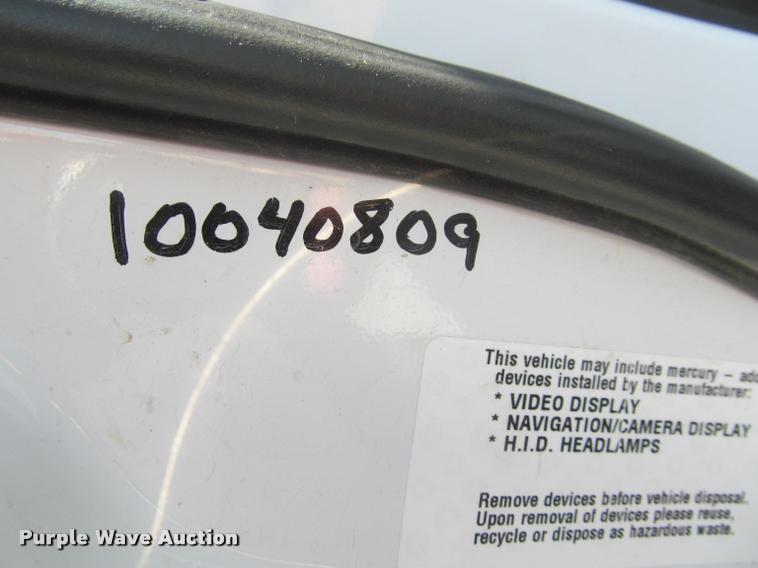 10040809
This vehicle may include mercury – 
devices installed by the manufacturer:
* VIDEO DISPLAY
* NAVIGATION/CAMERA DISPLAY
* H.I.D. HEADLAMPS
Remove devices before vehicle disposal.
Upon removal of devices please reuse,
recycle or dispose as hazardous waste.
Purple Wave Auction